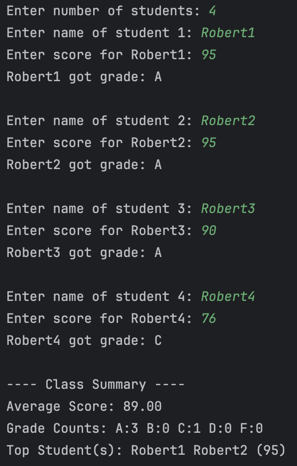 Enter number of students: 4
Enter name of student 1: Robert1
Enter score for Robert1: 95
Robert1 got grade: A
Enter name of student 2: Robert2
Enter score for Robert2: 95
Robert2 got grade: A
Enter name of student 3: Robert3
Enter score for Robert3: 90
Robert3 got grade: A
Enter name of student 4: Robert4
Enter score for Robert4: 76
Robert4 got grade: C
---- Class Summary ----
Average Score: 89.00
Grade Counts: A:3 B:0 C:1 D:0 F:0
Top Student(s): Robert1 Robert2 (95)